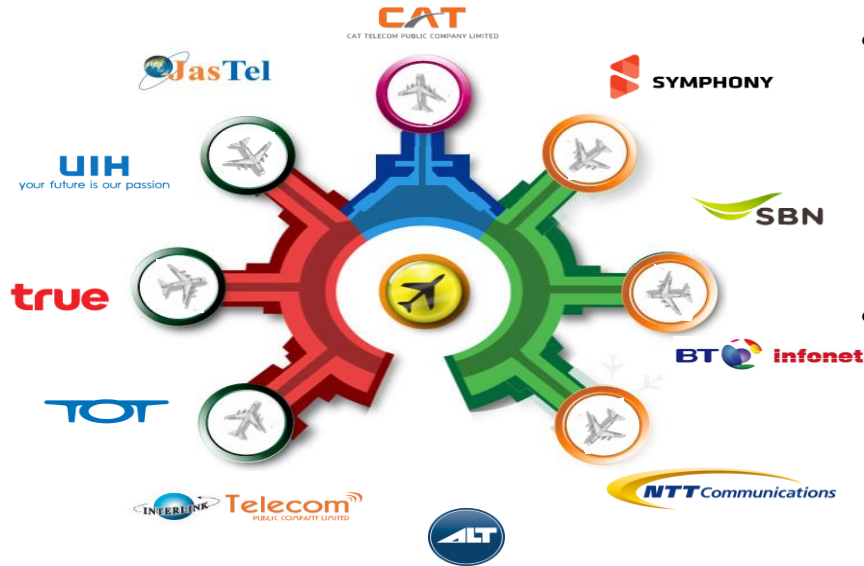 CAT
CAT TELECOM PUBLIC COMPANY LIMITED
JasTel
SYMPHONY
UIH
your future is our passion
SBN
true
BT infonet
TOT
NTT Communications
INTERLINK Telecom
PUBLIC COMPANY LIMITED
ALT